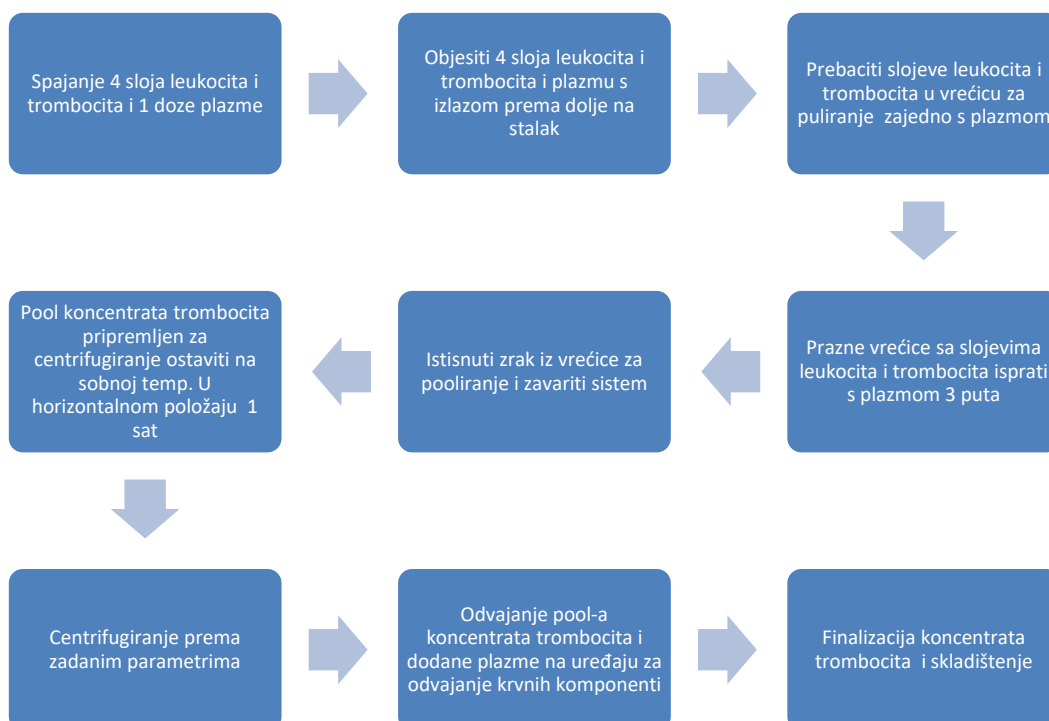 Spajanje 4 sloja leukocita i
trombocita i 1 doze plazme
Objesiti 4 sloja leukocita i
trombocita i plazmu s
izlazom prema dolje na
stalak
Prebaciti slojeve leukocita i
trombocita u vrećicu za
puliranje zajedno s plazmom
Prazne vrećice sa slojevima
leukocita i trombocita isprati
s plazmom 3 puta
Istisnuti zrak iz vrećice za
pooliranje i zavariti sistem
Pool koncentrata trombocita
pripremljen za
centrifugiranje ostaviti na
sobnoj temp. U
horizontalnom položaju 1
sat
Centrifugiranje prema
zadanim parametrima
Odvajanje pool-a
koncentrata trombocita i
dodane plazme na uređaju za
odvajanje krvnih komponenti
Finalizacija koncentrata
trombocita i skladištenje